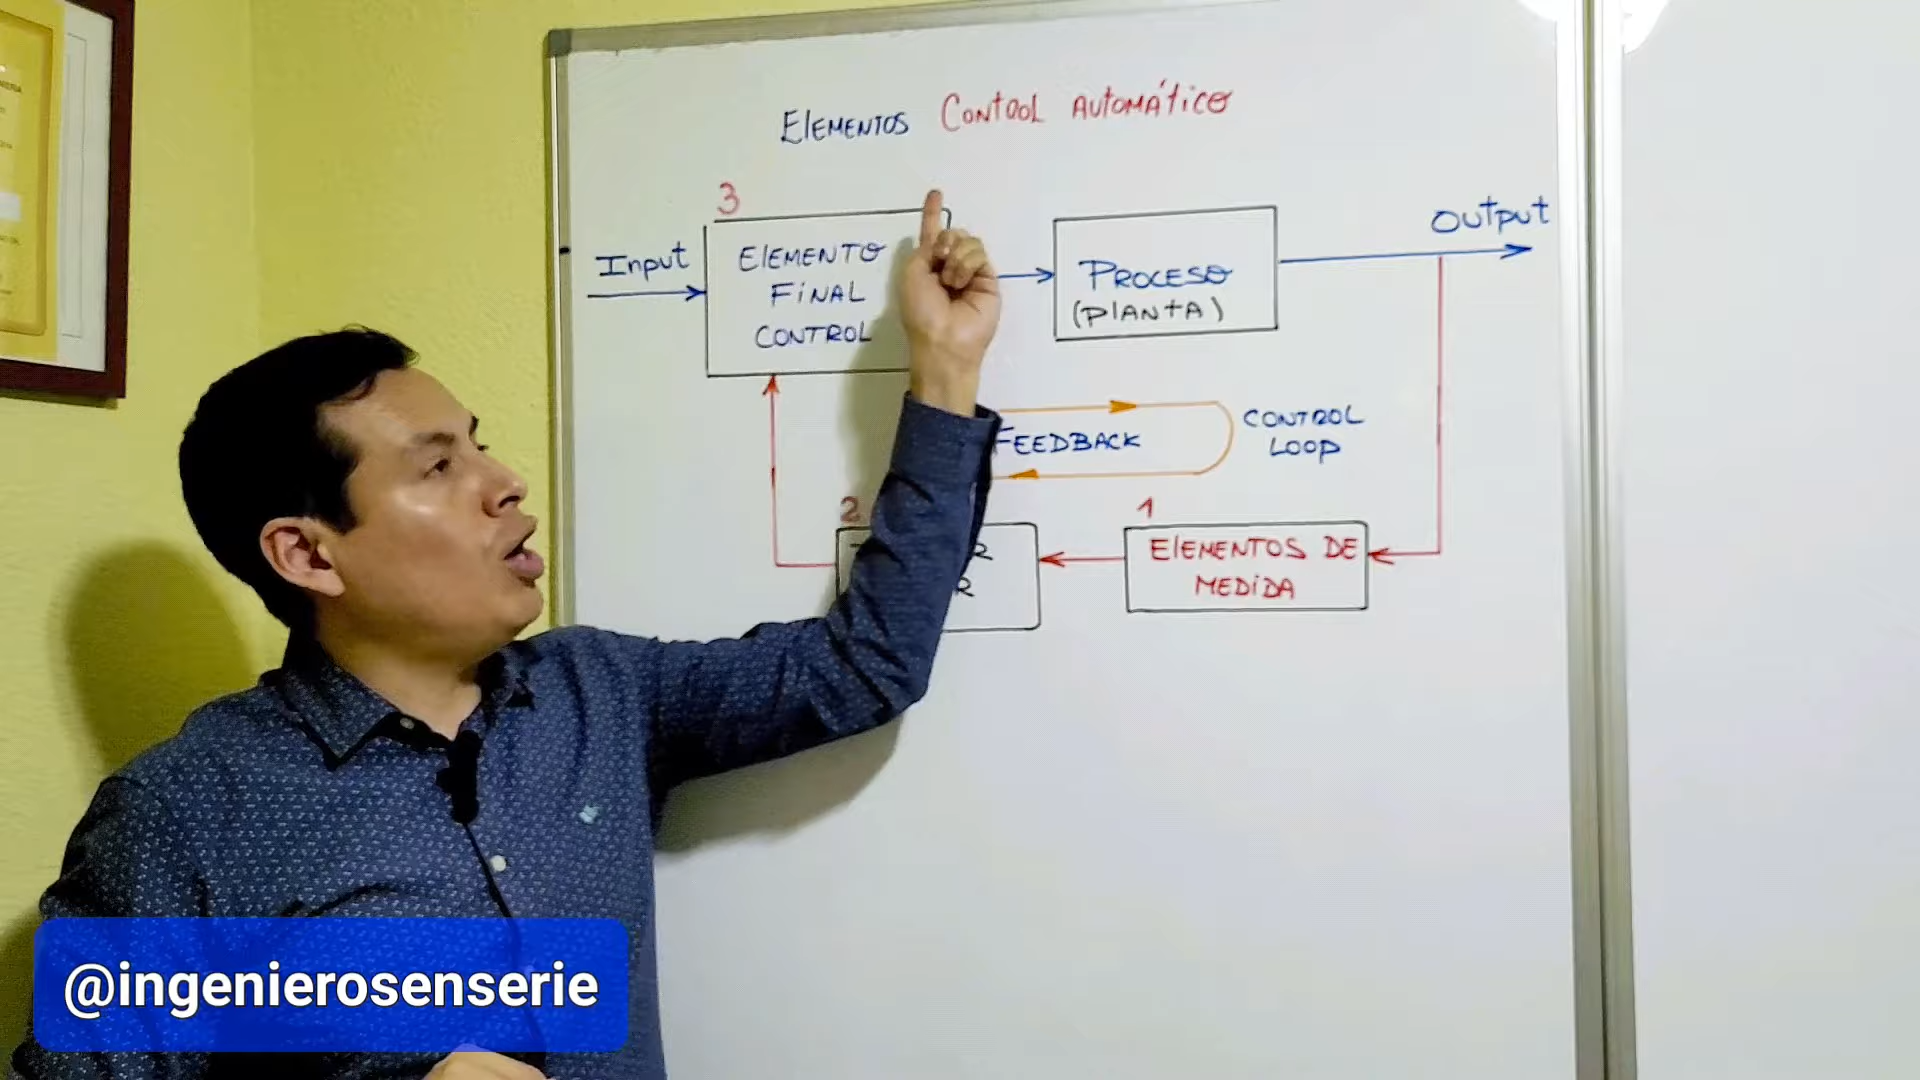 Elementos Control Automático
3
Input
Elemento
Final
Control
Proceso
(Planta)
Output
Feedback
Control
Loop
2
1
Elementos de
Medida
@ingenierosenserie